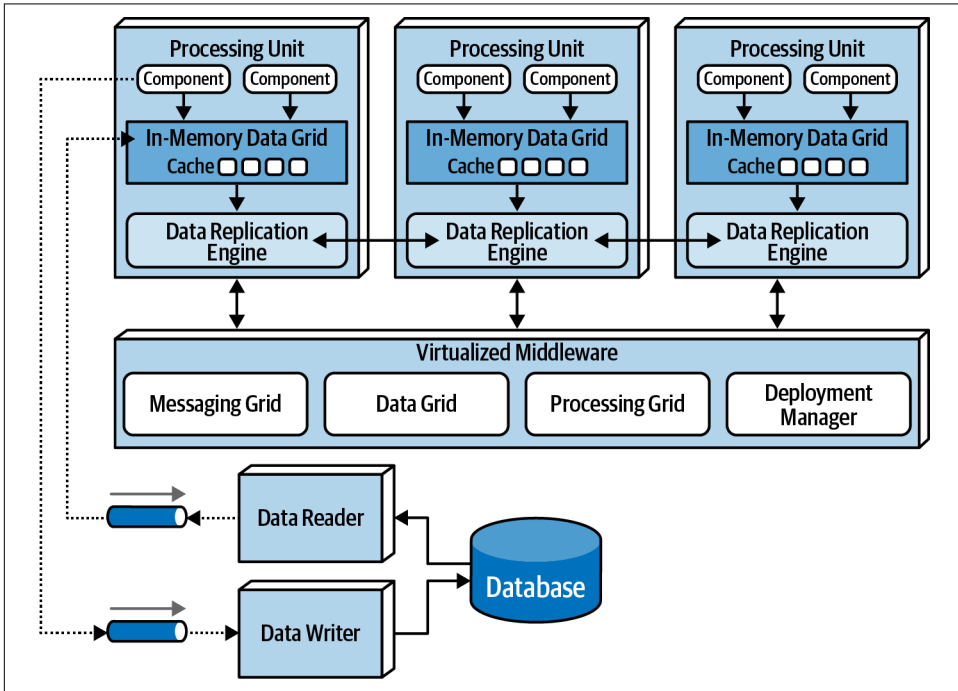 Processing Unit
Component
Component
In-Memory Data Grid
Cache
Data Replication
Engine
Processing Unit
Component
Component
In-Memory Data Grid
Cache
Data Replication
Engine
Processing Unit
Component
Component
In-Memory Data Grid
Cache
Data Replication
Engine
Virtualized Middleware
Messaging Grid
Data Grid
Processing Grid
Deployment
Manager
Data Reader
Database
Data Writer